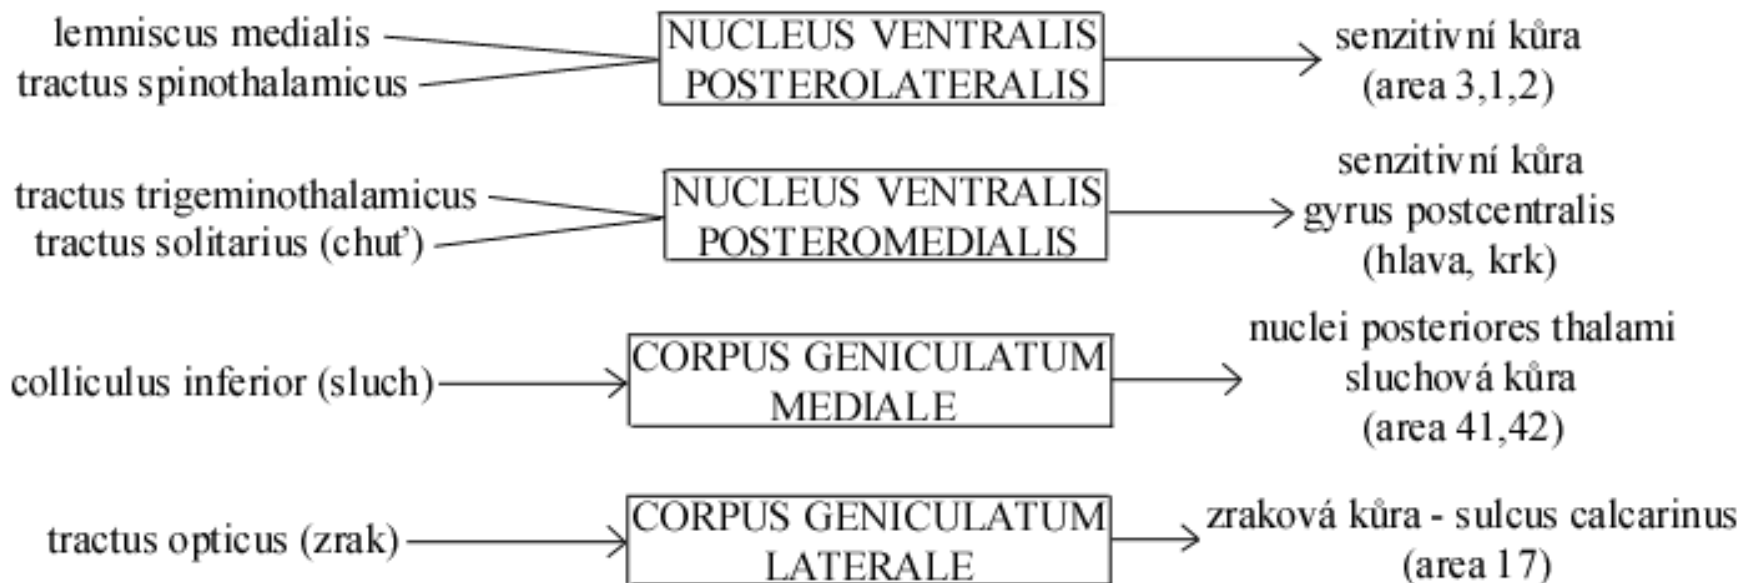 lemniscus medialis
tractus spinothalamicus
NUCLEUS VENTRALIS
POSTEROLATERALIS
senzitivní kůra
(area 3,1,2)
tractus trigeminothalamicus
tractus solitarius (chuť)
NUCLEUS VENTRALIS
POSTEROMEDIALIS
senzitivní kůra
gyrus postcentralis
(hlava, krk)
colliculus inferior (sluch)
CORPUS GENICULATUM
MEDIALE
nuclei posteriores thalami
sluchová kůra
(area 41,42)
tractus opticus (zrak)
CORPUS GENICULATUM
LATERALE
zraková kůra - sulcus calcarinus
(area 17)